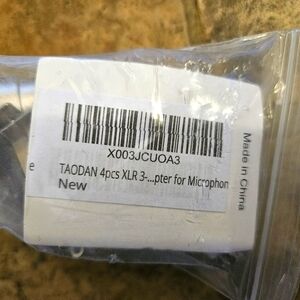 X003JCUOA3
TAODAN 4pcs XLR 3-...pter for Microphon
New
Made in China
e